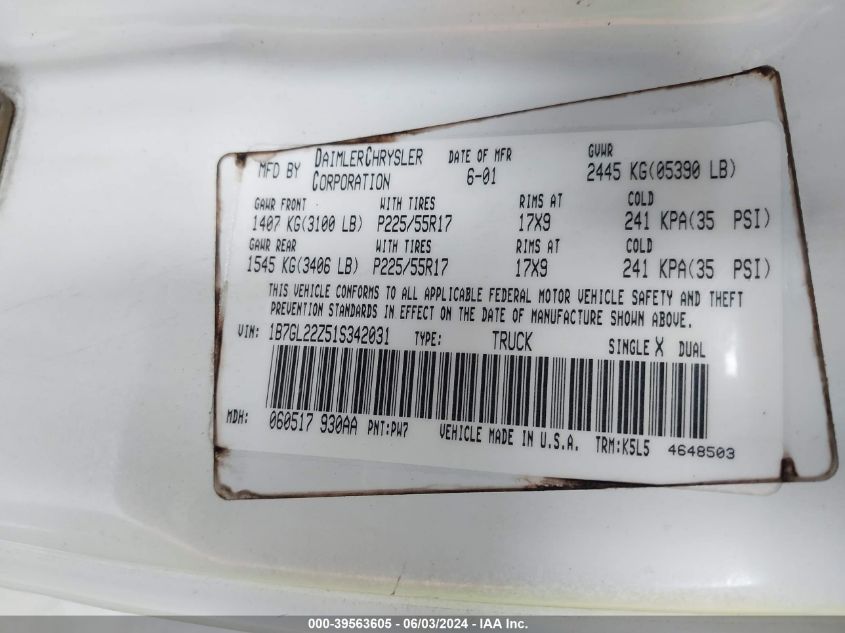 MFD BY DAIMLERCHRYSLER CORPORATION DATE OF MFR 6-01 GVWR 2445 KG(05390 LB)
GAWR FRONT WITH TIRES RIMS AT COLD
1407 KG(3100 LB) P225/55R17 17X9 241 KPA(35 PSI)
GAWR REAR WITH TIRES RIMS AT COLD
1545 KG(3406 LB) P225/55R17 17X9 241 KPA(35 PSI)
THIS VEHICLE CONFORMS TO ALL APPLICABLE FEDERAL MOTOR VEHICLE SAFETY AND THEFT
PREVENTION STANDARDS IN EFFECT ON THE DATE OF MANUFACTURE SHOWN ABOVE.
VIN: 1B7GL22Z51S342031 TYPE: TRUCK SINGLE X DUAL
MDH: 060517 930AA PNT:PW7 VEHICLE MADE IN U.S.A. TRM:K5L5 4648503
000-39563605 - 06/03/2024 - IAA Inc.